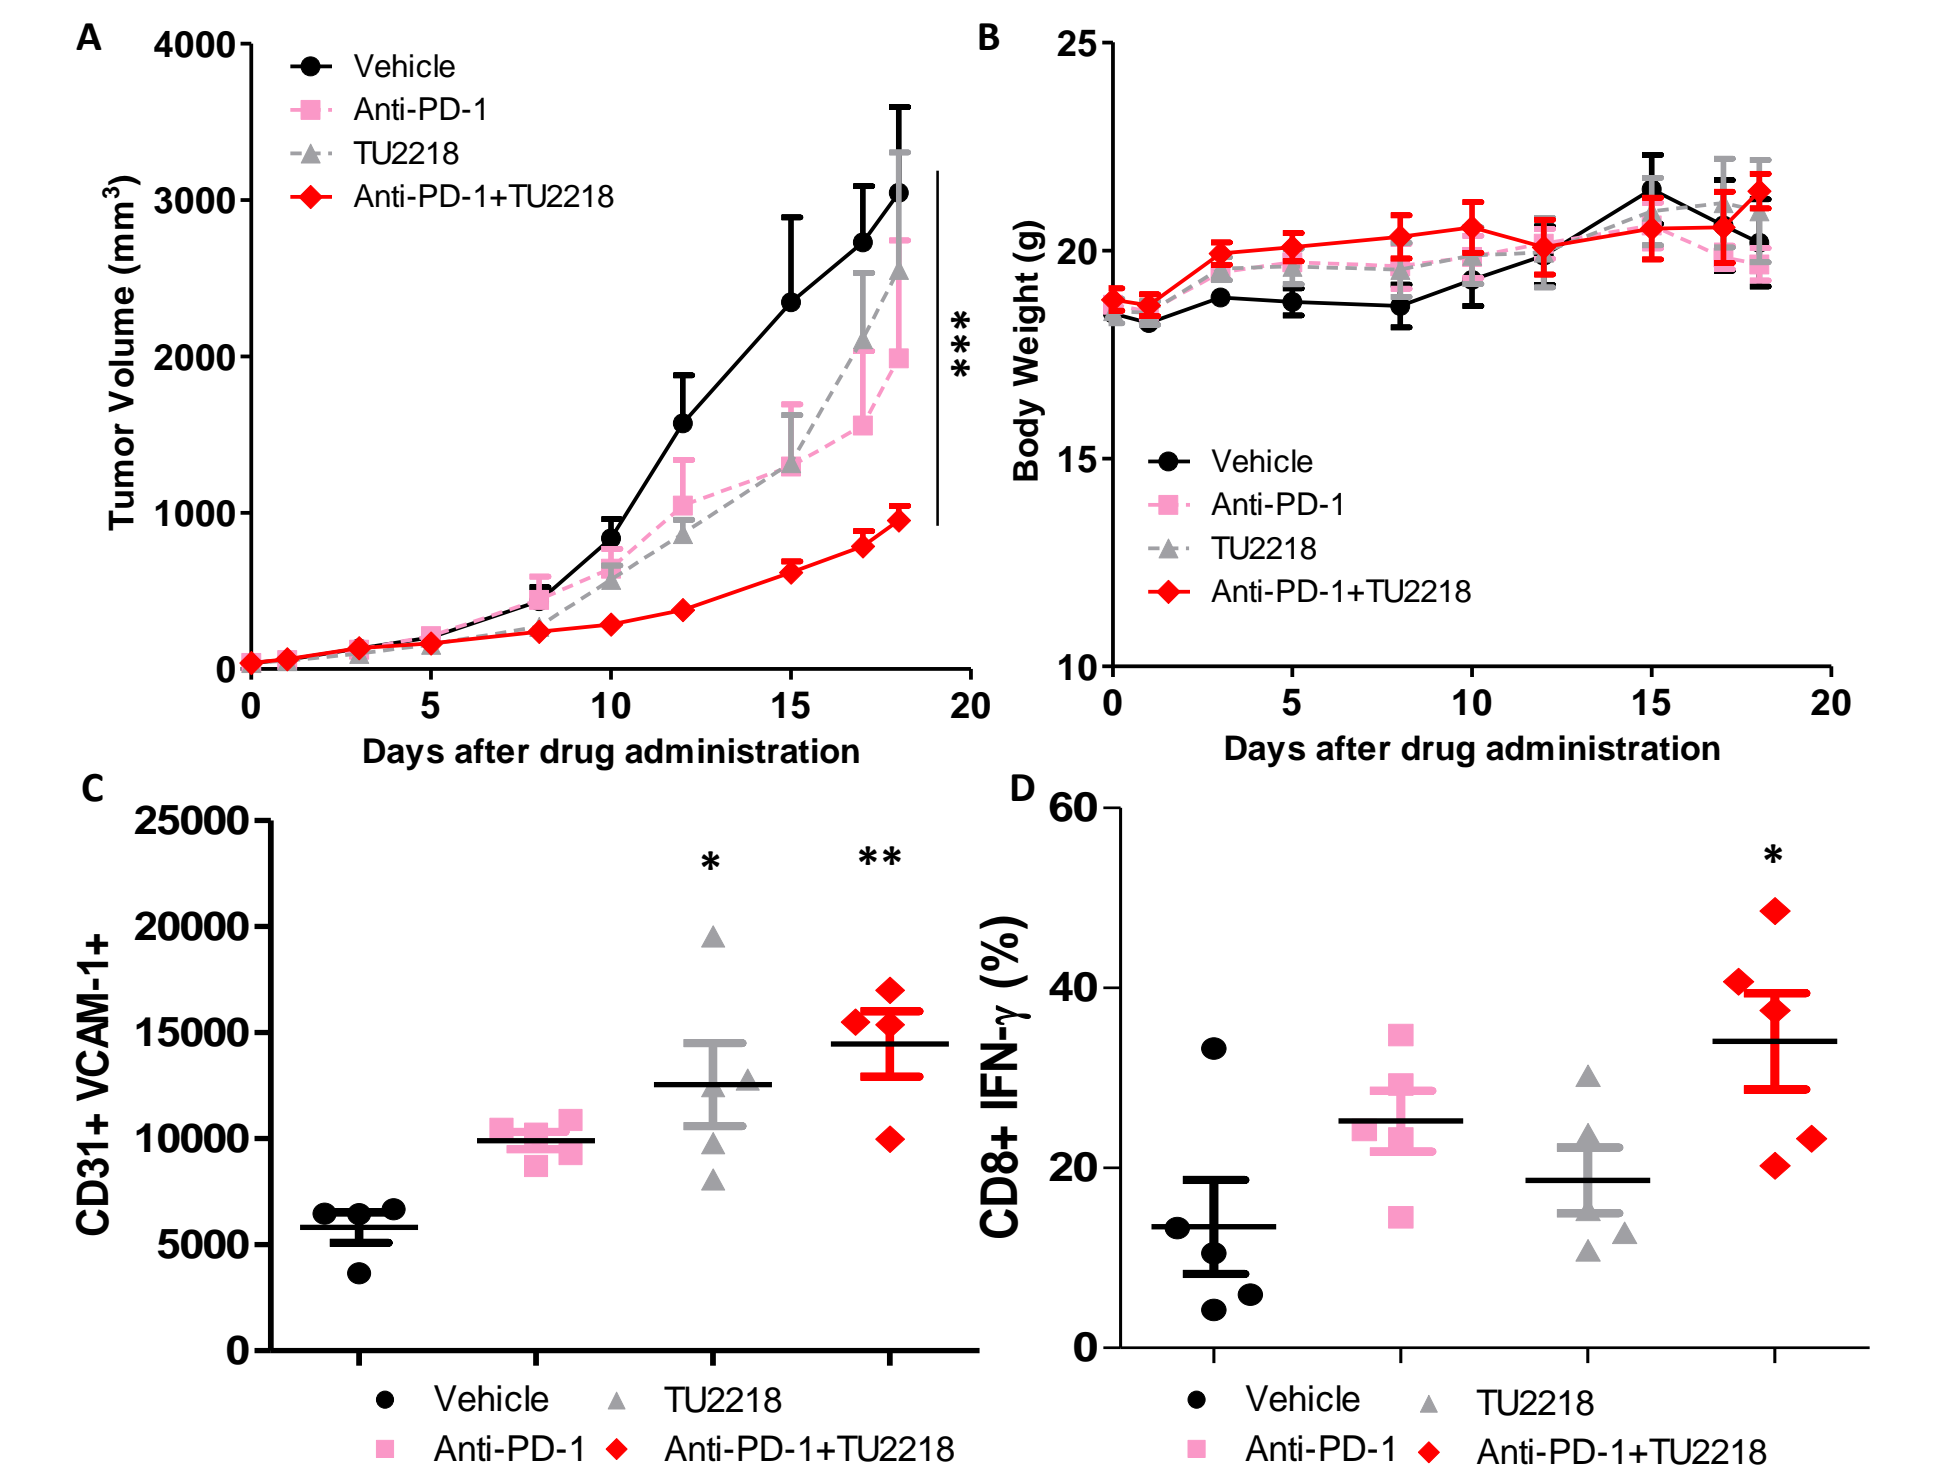 A
4000
3000
2000
1000
0
Tumor Volume (mm³)
Vehicle
Anti-PD-1
TU2218
Anti-PD-1+TU2218
***
0 5 10 15 20
Days after drug administration
B
25
20
15
10
Body Weight (g)
Vehicle
Anti-PD-1
TU2218
Anti-PD-1+TU2218
0 5 10 15 20
Days after drug administration
C
25000
20000
15000
10000
5000
0
CD31+ VCAM-1+
* **
Vehicle TU2218
Anti-PD-1 Anti-PD-1+TU2218
D
60
40
20
0
CD8+ IFN-γ (%)
*
Vehicle TU2218
Anti-PD-1 Anti-PD-1+TU2218